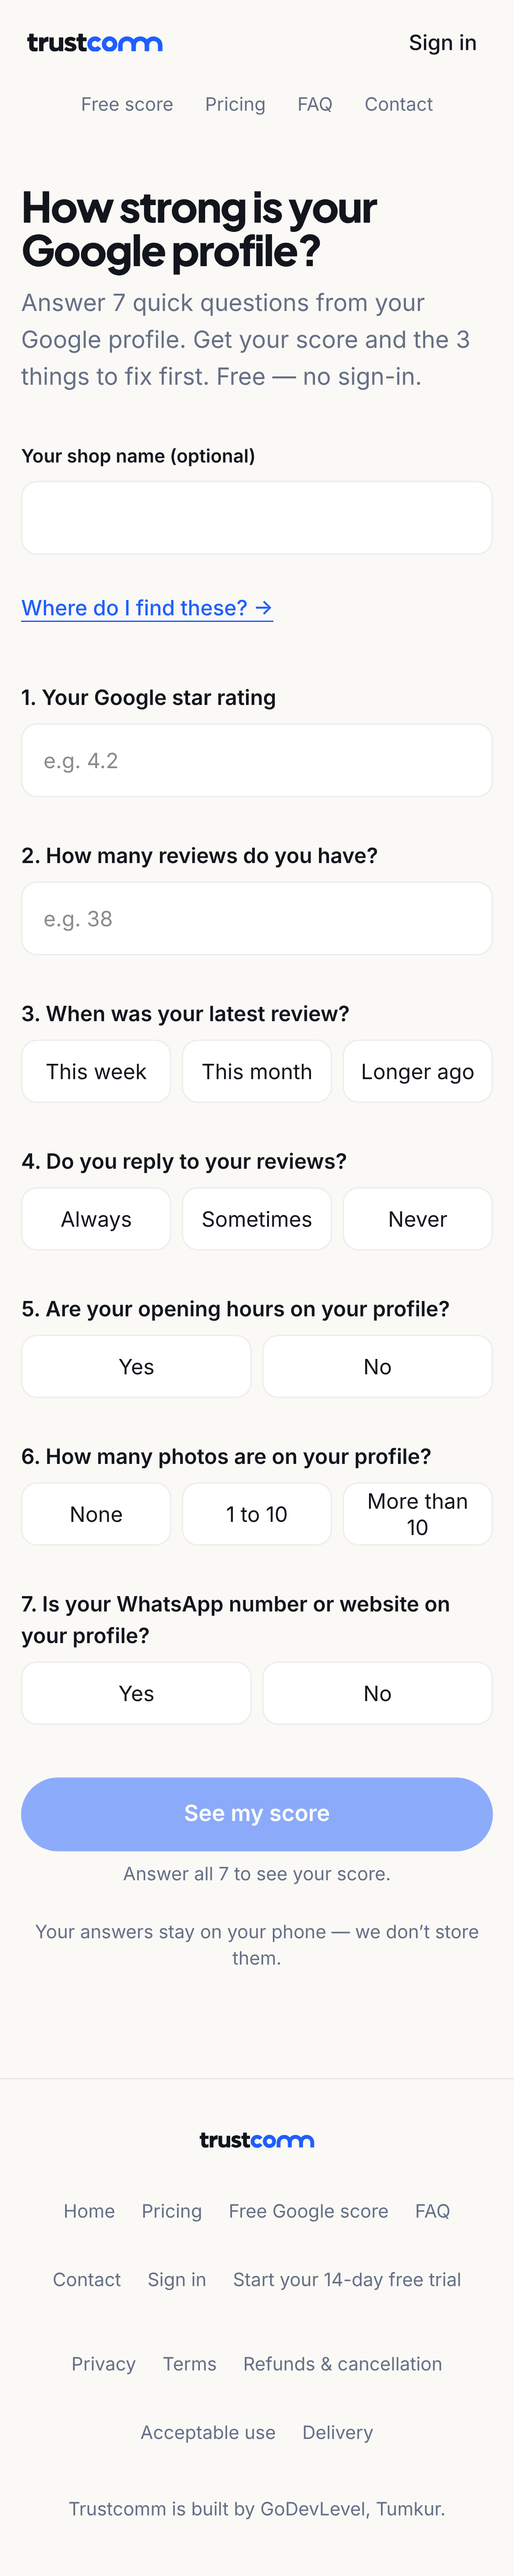 trustcomm
Sign in
Free score Pricing FAQ Contact
How strong is your
Google profile?
Answer 7 quick questions from your
Google profile. Get your score and the 3
things to fix first. Free — no sign-in.
Your shop name (optional)
Where do I find these? →
1. Your Google star rating
e.g. 4.2
2. How many reviews do you have?
e.g. 38
3. When was your latest review?
This week This month Longer ago
4. Do you reply to your reviews?
Always Sometimes Never
5. Are your opening hours on your profile?
Yes No
6. How many photos are on your profile?
None 1 to 10 More than
10
7. Is your WhatsApp number or website on
your profile?
Yes No
See my score
Answer all 7 to see your score.
Your answers stay on your phone — we don’t store
them.
trustcomm
Home Pricing Free Google score FAQ
Contact Sign in Start your 14-day free trial
Privacy Terms Refunds & cancellation
Acceptable use Delivery
Trustcomm is built by GoDevLevel, Tumkur.